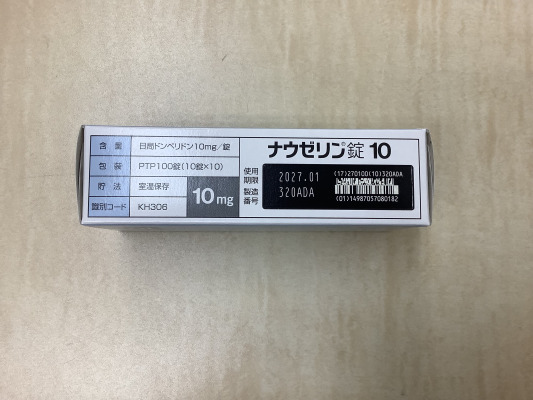 含量 日局ドンペリドン10mg/錠
包装 PTP100錠(10錠×10)
貯法 室温保存
識別コード KH306
10mg
ナウゼリン®錠 10
使用期限 2027.01
製造番号 320ADA
(17)270100(10)320ADA
(01)14987057080182